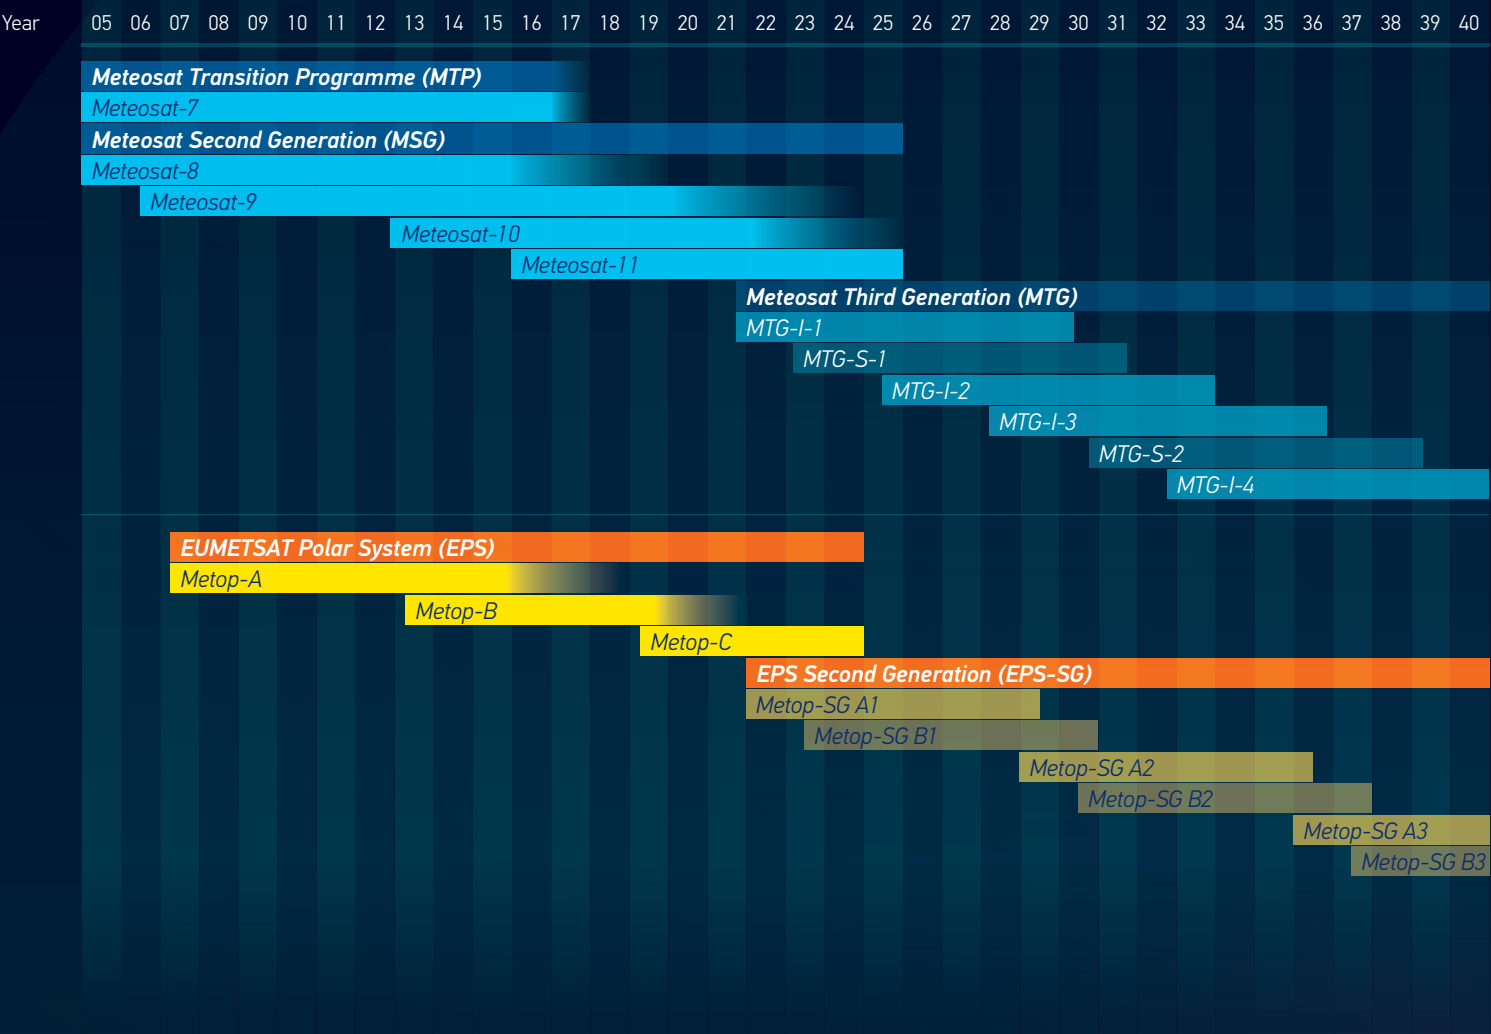 Year 05 06 07 08 09 10 11 12 13 14 15 16 17 18 19 20 21 22 23 24 25 26 27 28 29 30 31 32 33 34 35 36 37 38 39 40
Meteosat Transition Programme (MTP)
Meteosat-7
Meteosat Second Generation (MSG)
Meteosat-8
Meteosat-9
Meteosat-10
Meteosat-11
Meteosat Third Generation (MTG)
MTG-I-1
MTG-S-1
MTG-I-2
MTG-I-3
MTG-S-2
MTG-I-4
EUMETSAT Polar System (EPS)
Metop-A
Metop-B
Metop-C
EPS Second Generation (EPS-SG)
Metop-SG A1
Metop-SG B1
Metop-SG A2
Metop-SG B2
Metop-SG A3
Metop-SG B3